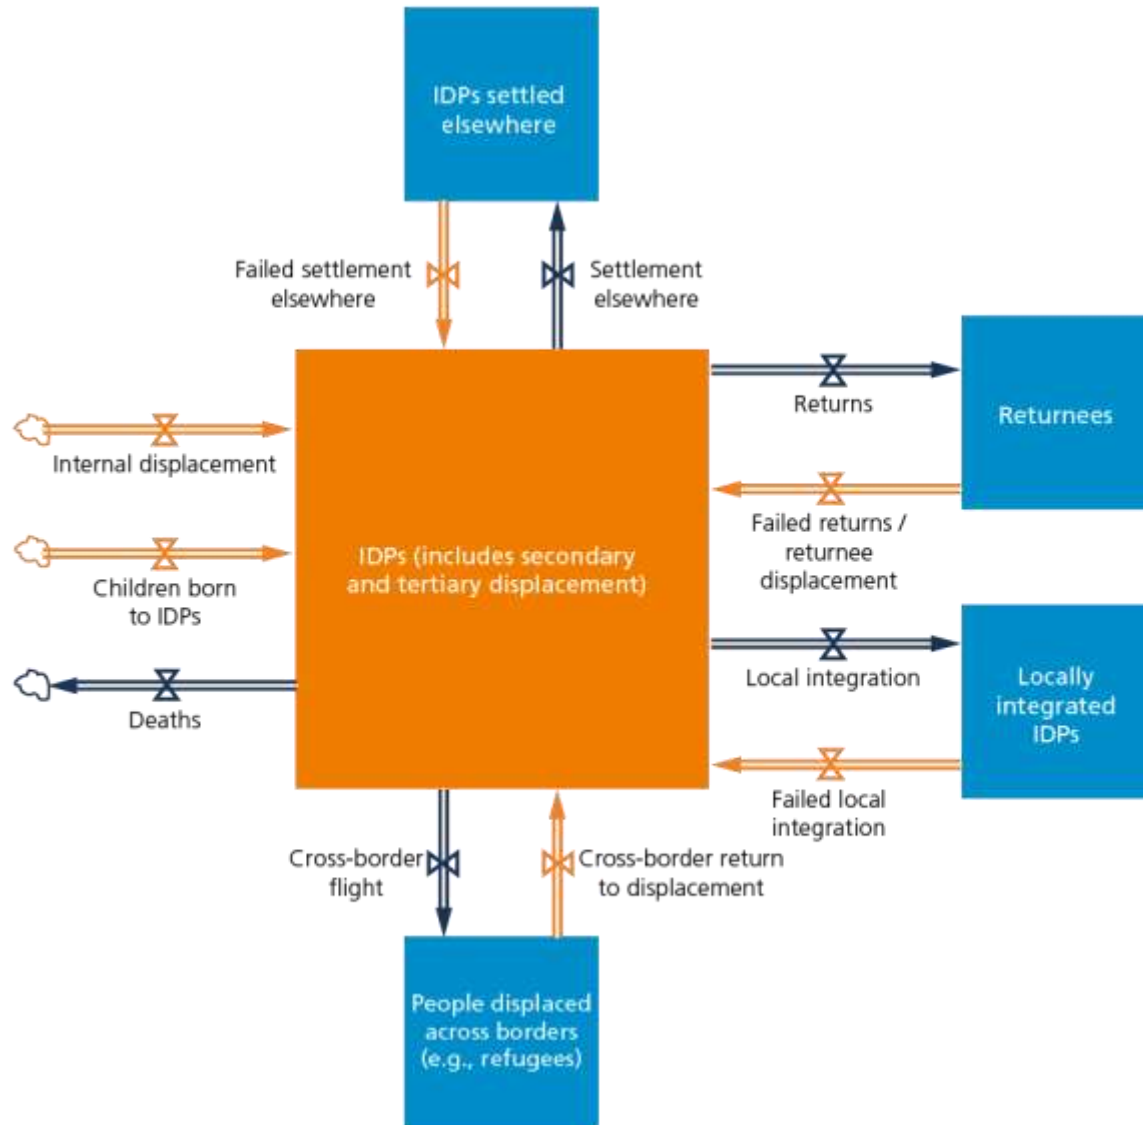 IDPs settled
elsewhere
Failed settlement
elsewhere
Settlement
elsewhere
Returns
Returnees
Internal displacement
Failed returns /
returnee
displacement
IDPs (includes secondary
and tertiary displacement)
Children born
to IDPs
Local integration
Locally
integrated
IDPs
Deaths
Failed local
integration
Cross-border
flight
Cross-border return
to displacement
People displaced
across borders
(e.g., refugees)